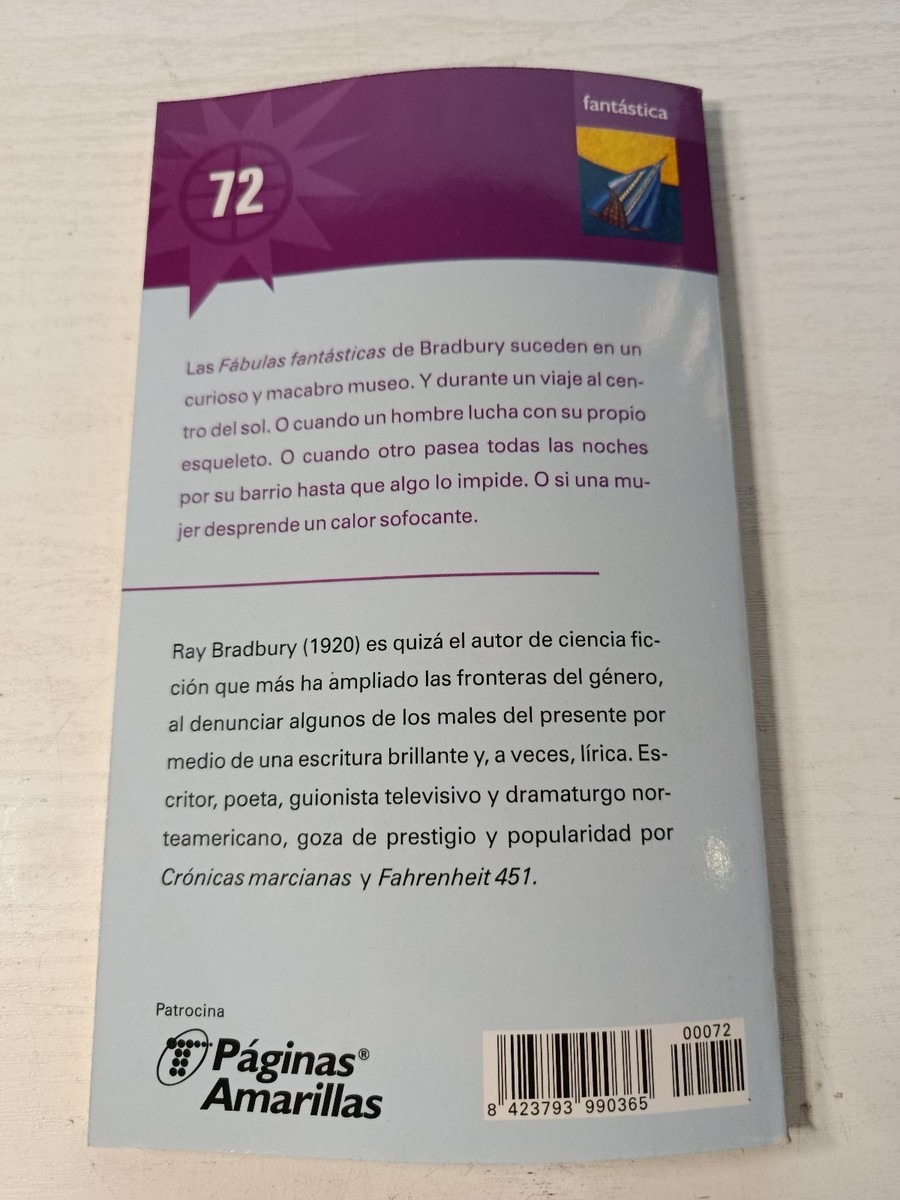 fantástica
72
Las Fábulas fantásticas de Bradbury suceden en un
curioso y macabro museo. Y durante un viaje al cen-
tro del sol. O cuando un hombre lucha con su propio
esqueleto. O cuando otro pasea todas las noches
por su barrio hasta que algo lo impide. O si una mu-
jer desprende un calor sofocante.
Ray Bradbury (1920) es quizá el autor de ciencia fic-
ción que más ha ampliado las fronteras del género,
al denunciar algunos de los males del presente por
medio de una escritura brillante y, a veces, lírica. Es-
critor, poeta, guionista televisivo y dramaturgo nor-
teamericano, goza de prestigio y popularidad por
Crónicas marcianas y Fahrenheit 451.
Patrocina
Páginas®
Amarillas
00072
8 423793 990365